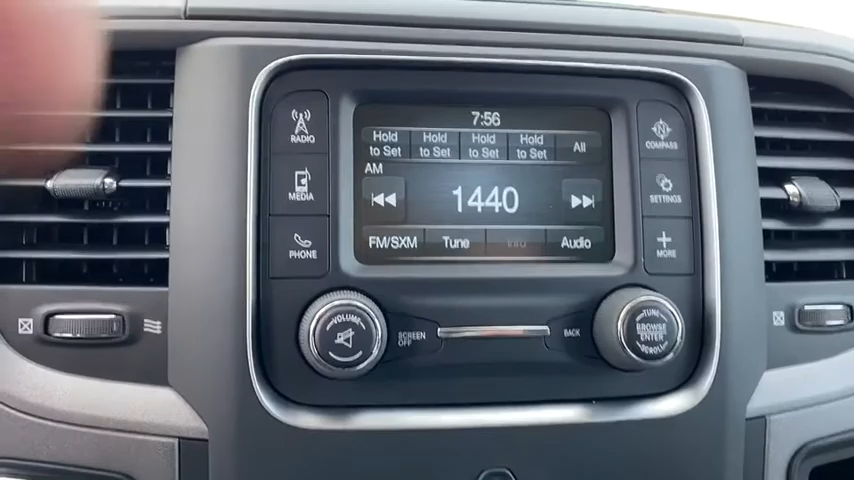 7:56
Hold Hold Hold Hold All
to Set to Set to Set to Set
AM
1440
FM/SXM Tune Info Audio
RADIO
MEDIA
PHONE
COMPASS
SETTINGS
MORE
VOLUME
SCREEN
OFF
BACK
TUNE
BROWSE
ENTER
SCROLL